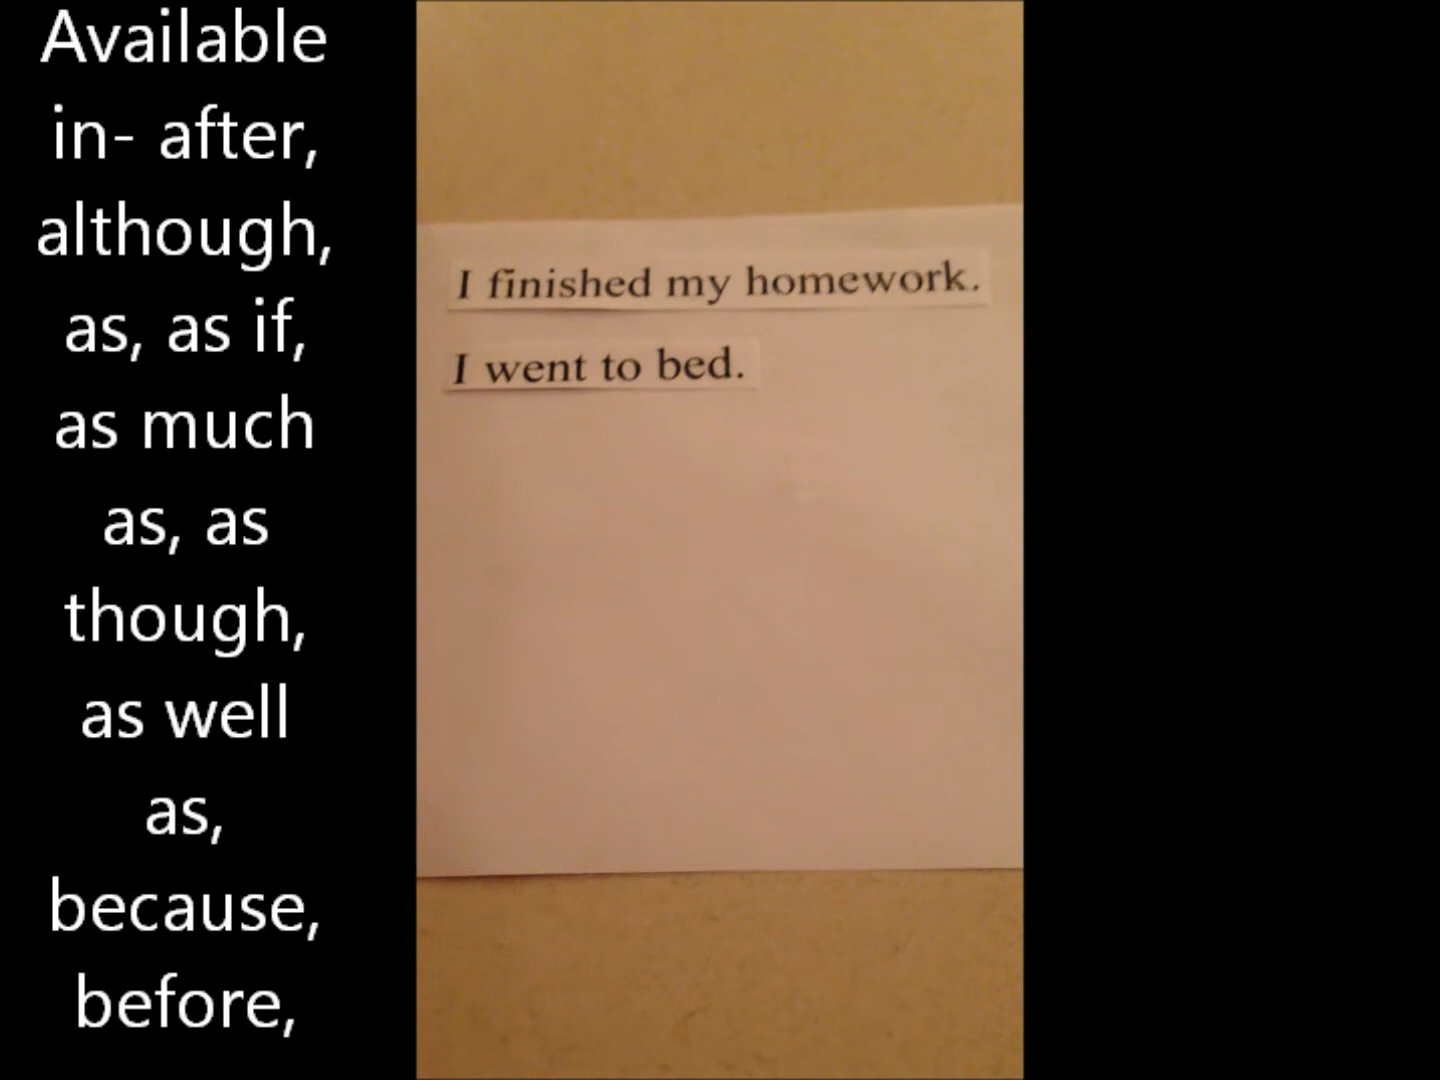 Available
in- after,
although,
as, as if,
as much
as, as
though,
as well
as,
because,
before,
I finished my homework.
I went to bed.